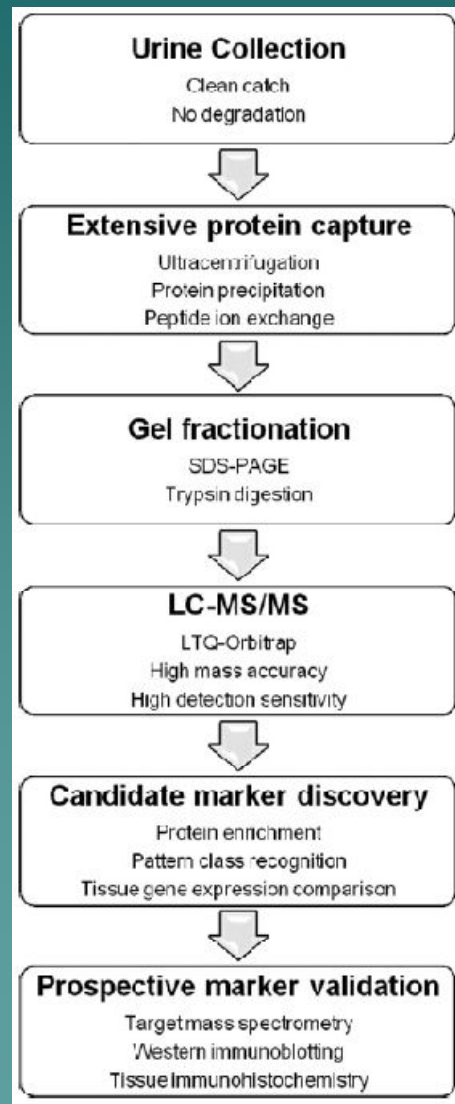 Urine Collection
Clean catch
No degradation
Extensive protein capture
Ultracentrifugation
Protein precipitation
Peptide ion exchange
Gel fractionation
SDS-PAGE
Trypsin digestion
LC-MS/MS
LTQ-Orbitrap
High mass accuracy
High detection sensitivity
Candidate marker discovery
Protein enrichment
Pattern class recognition
Tissue gene expression comparison
Prospective marker validation
Target mass spectrometry
Western immunoblotting
Tissue immunohistochemistry